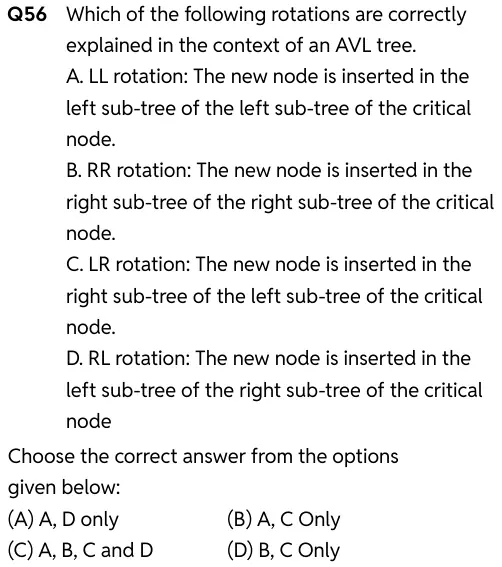 Q56 Which of the following rotations are correctly
explained in the context of an AVL tree.
A. LL rotation: The new node is inserted in the
left sub-tree of the left sub-tree of the critical
node.
B. RR rotation: The new node is inserted in the
right sub-tree of the right sub-tree of the critical
node.
C. LR rotation: The new node is inserted in the
right sub-tree of the left sub-tree of the critical
node.
D. RL rotation: The new node is inserted in the
left sub-tree of the right sub-tree of the critical
node
Choose the correct answer from the options
given below:
(A) A, D only (B) A, C Only
(C) A, B, C and D (D) B, C Only